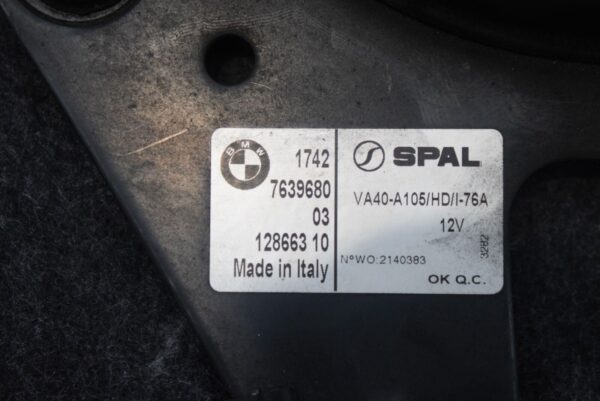 BMW
1742
7639680
03
128663 10
Made in Italy
SPAL
VA40-A105/HD/I-76A
12V
N°WO:2140383
3282
OK Q.C.